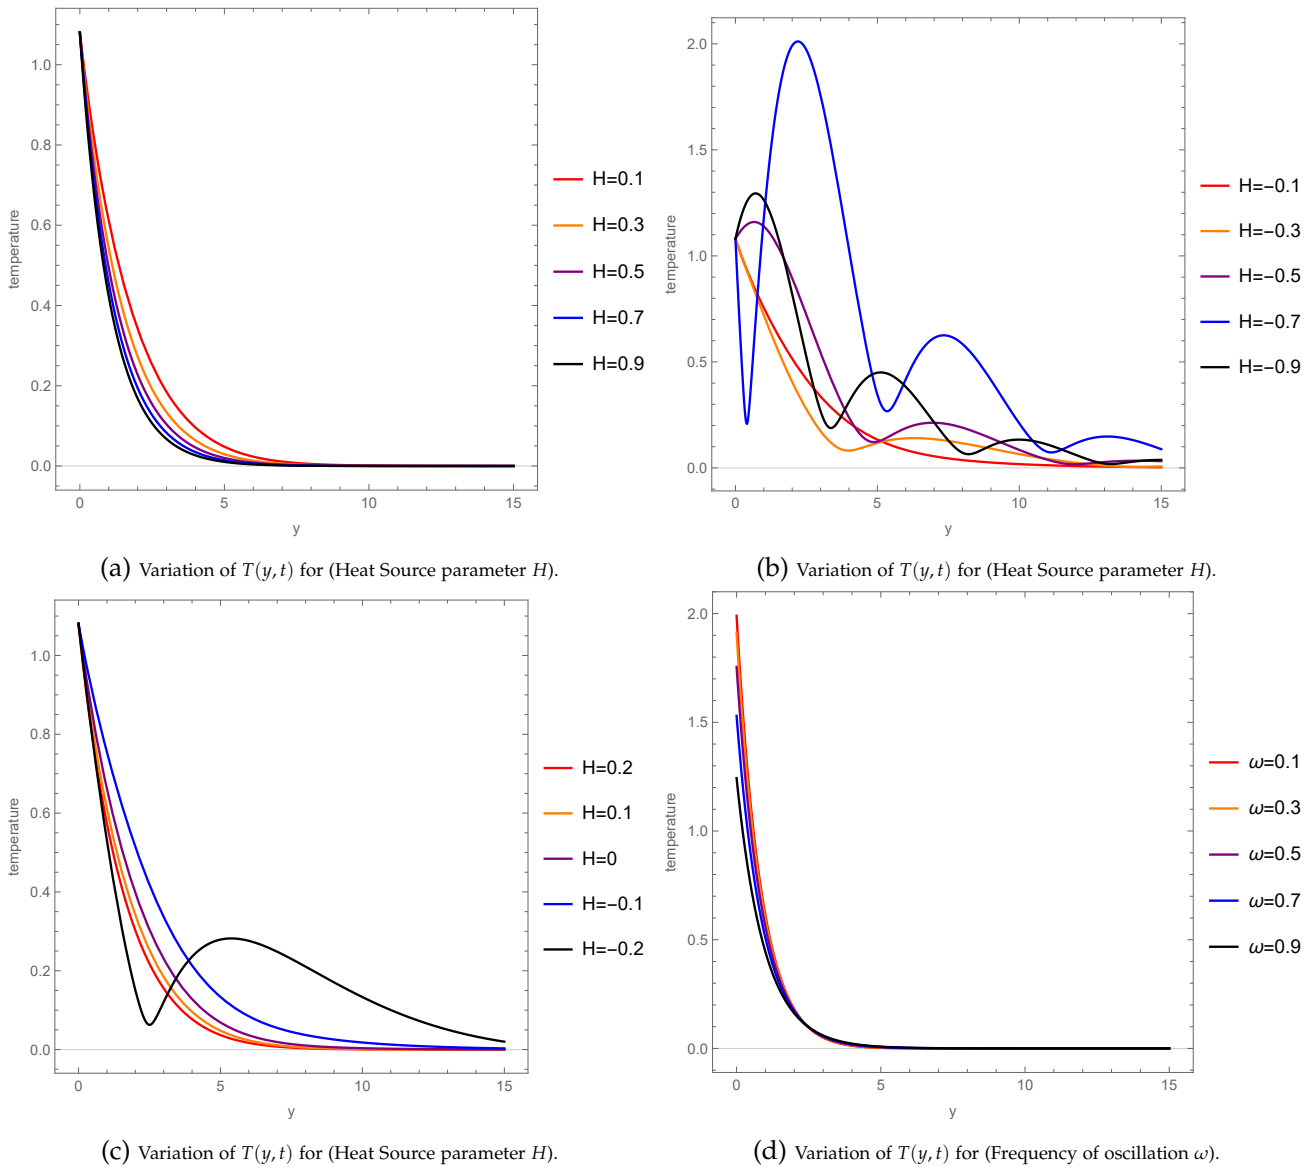 temperature
1.0
0.8
0.6
0.4
0.2
0.0
0 5 10 15
y
H=0.1
H=0.3
H=0.5
H=0.7
H=0.9
(a) Variation of T(y, t) for (Heat Source parameter H).
temperature
2.0
1.5
1.0
0.5
0.0
0 5 10 15
y
H=−0.1
H=−0.3
H=−0.5
H=−0.7
H=−0.9
(b) Variation of T(y, t) for (Heat Source parameter H).
temperature
1.0
0.8
0.6
0.4
0.2
0.0
0 5 10 15
y
H=0.2
H=0.1
H=0
H=−0.1
H=−0.2
(c) Variation of T(y, t) for (Heat Source parameter H).
temperature
2.0
1.5
1.0
0.5
0.0
0 5 10 15
y
ω=0.1
ω=0.3
ω=0.5
ω=0.7
ω=0.9
(d) Variation of T(y, t) for (Frequency of oscillation ω).